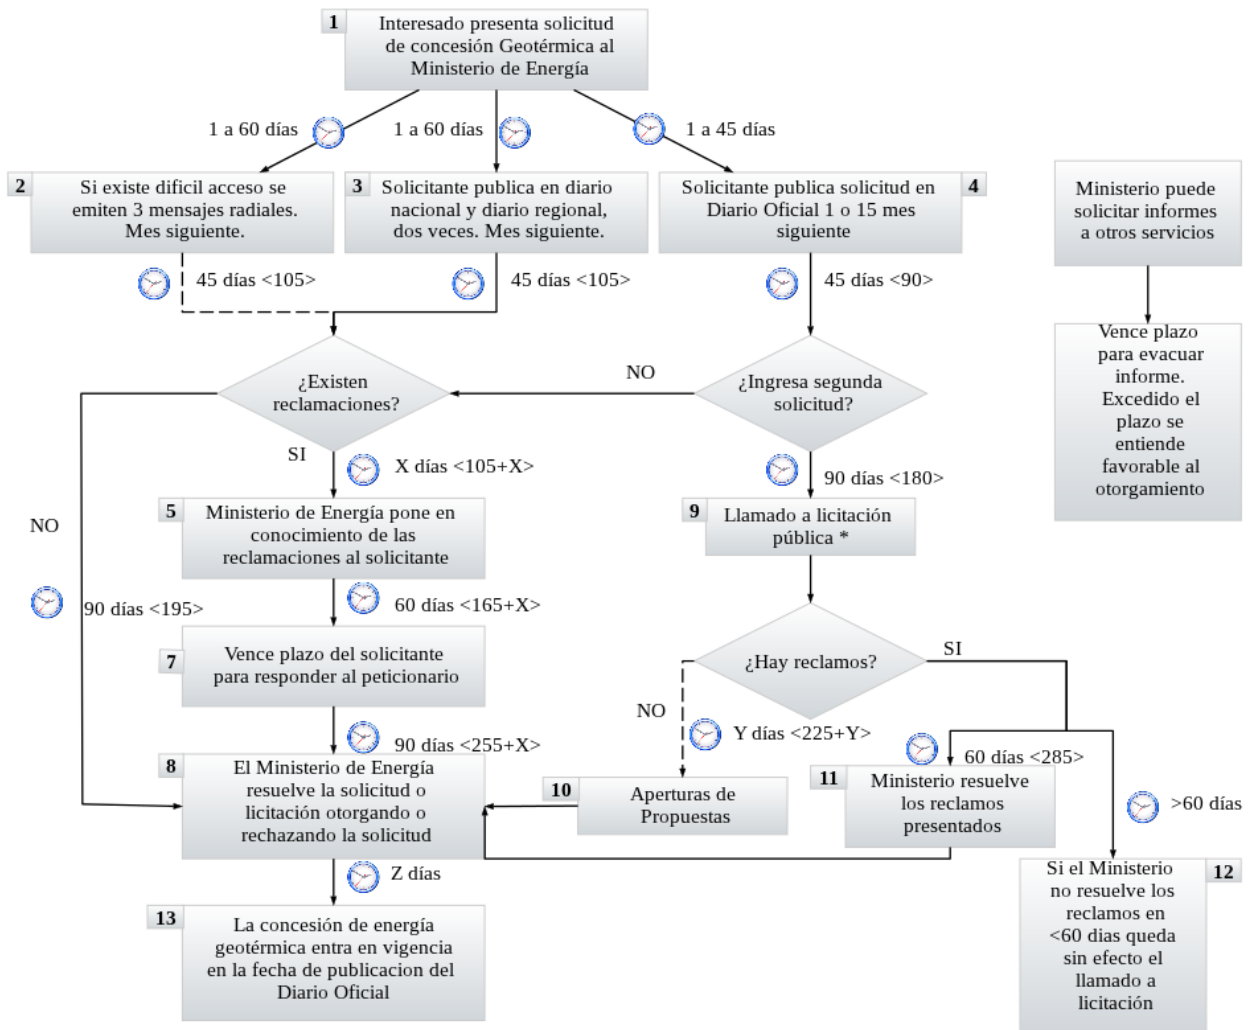 1
Interesado presenta solicitud
de concesión Geotérmica al
Ministerio de Energía
1 a 60 días
1 a 60 días
1 a 45 días
2
Si existe dificil acceso se
emiten 3 mensajes radiales.
Mes siguiente.
3
Solicitante publica en diario
nacional y diario regional,
dos veces. Mes siguiente.
4
Solicitante publica solicitud en
Diario Oficial 1 o 15 mes
siguiente
Ministerio puede
solicitar informes
a otros servicios
45 días <105>
45 días <105>
45 días <90>
Vence plazo
para evacuar
informe.
Excedido el
plazo se
entiende
favorable al
otorgamiento
¿Existen
reclamaciones?
NO
¿Ingresa segunda
solicitud?
SI
X días <105+X>
90 días <180>
NO
5
Ministerio de Energía pone en
conocimiento de las
reclamaciones al solicitante
9
Llamado a licitación
pública *
90 días <195>
60 días <165+X>
7
Vence plazo del solicitante
para responder al peticionario
¿Hay reclamos?
SI
NO
Y días <225+Y>
90 días <255+X>
60 días <285>
>60 días
8
El Ministerio de Energía
resuelve la solicitud o
licitación otorgando o
rechazando la solicitud
10
Aperturas de
Propuestas
11
Ministerio resuelve
los reclamos
presentados
Z días
12
Si el Ministerio
no resuelve los
reclamos en
<60 dias queda
sin efecto el
llamado a
licitación
13
La concesión de energía
geotérmica entra en vigencia
en la fecha de publicacion del
Diario Oficial